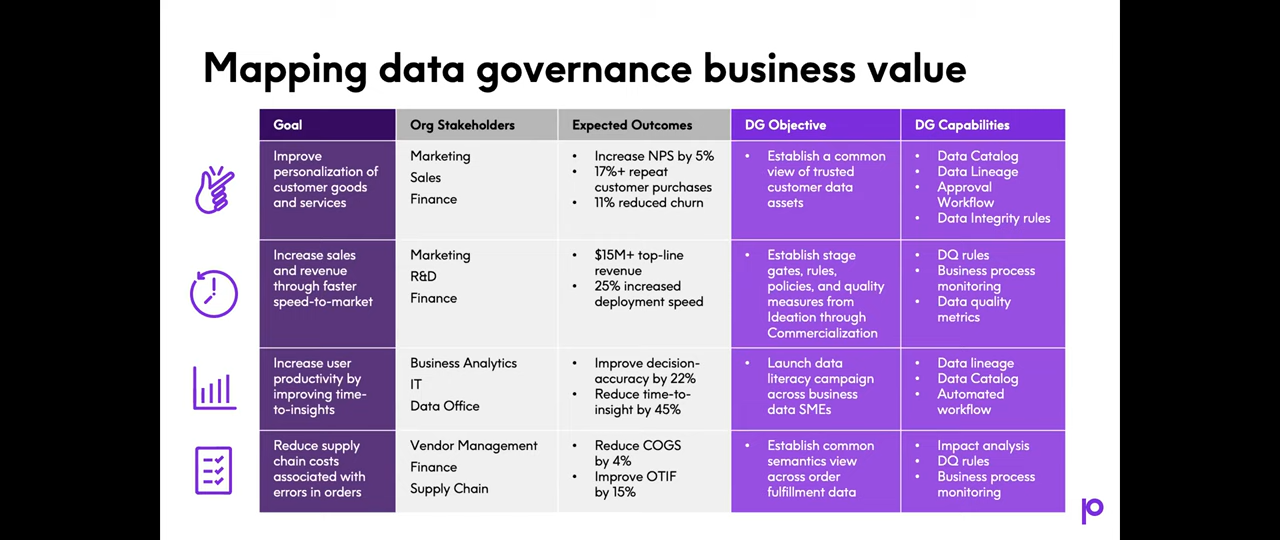 Mapping data governance business value
Goal
Org Stakeholders
Expected Outcomes
DG Objective
DG Capabilities
Improve
personalization of
customer goods
and services
Marketing
Sales
Finance
• Increase NPS by 5%
• 17%+ repeat
customer purchases
• 11% reduced churn
• Establish a common
view of trusted
customer data
assets
• Data Catalog
• Data Lineage
• Approval
Workflow
• Data Integrity rules
Increase sales
and revenue
through faster
speed-to-market
Marketing
R&D
Finance
• $15M+ top-line
revenue
• 25% increased
deployment speed
• Establish stage
gates, rules,
policies, and quality
measures from
Ideation through
Commercialization
• DQ rules
• Business process
monitoring
• Data quality
metrics
Increase user
productivity by
improving time-
to-insights
Business Analytics
IT
Data Office
• Improve decision-
accuracy by 22%
• Reduce time-to-
insight by 45%
• Launch data
literacy campaign
across business
data SMEs
• Data lineage
• Data Catalog
• Automated
workflow
Reduce supply
chain costs
associated with
errors in orders
Vendor Management
Finance
Supply Chain
• Reduce COGS
by 4%
• Improve OTIF
by 15%
• Establish common
semantics view
across order
fulfillment data
• Impact analysis
• DQ rules
• Business process
monitoring